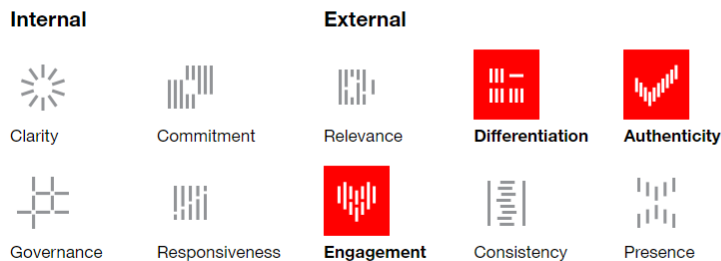 Internal External
Clarity Commitment Relevance Differentiation Authenticity
Governance Responsiveness Engagement Consistency Presence